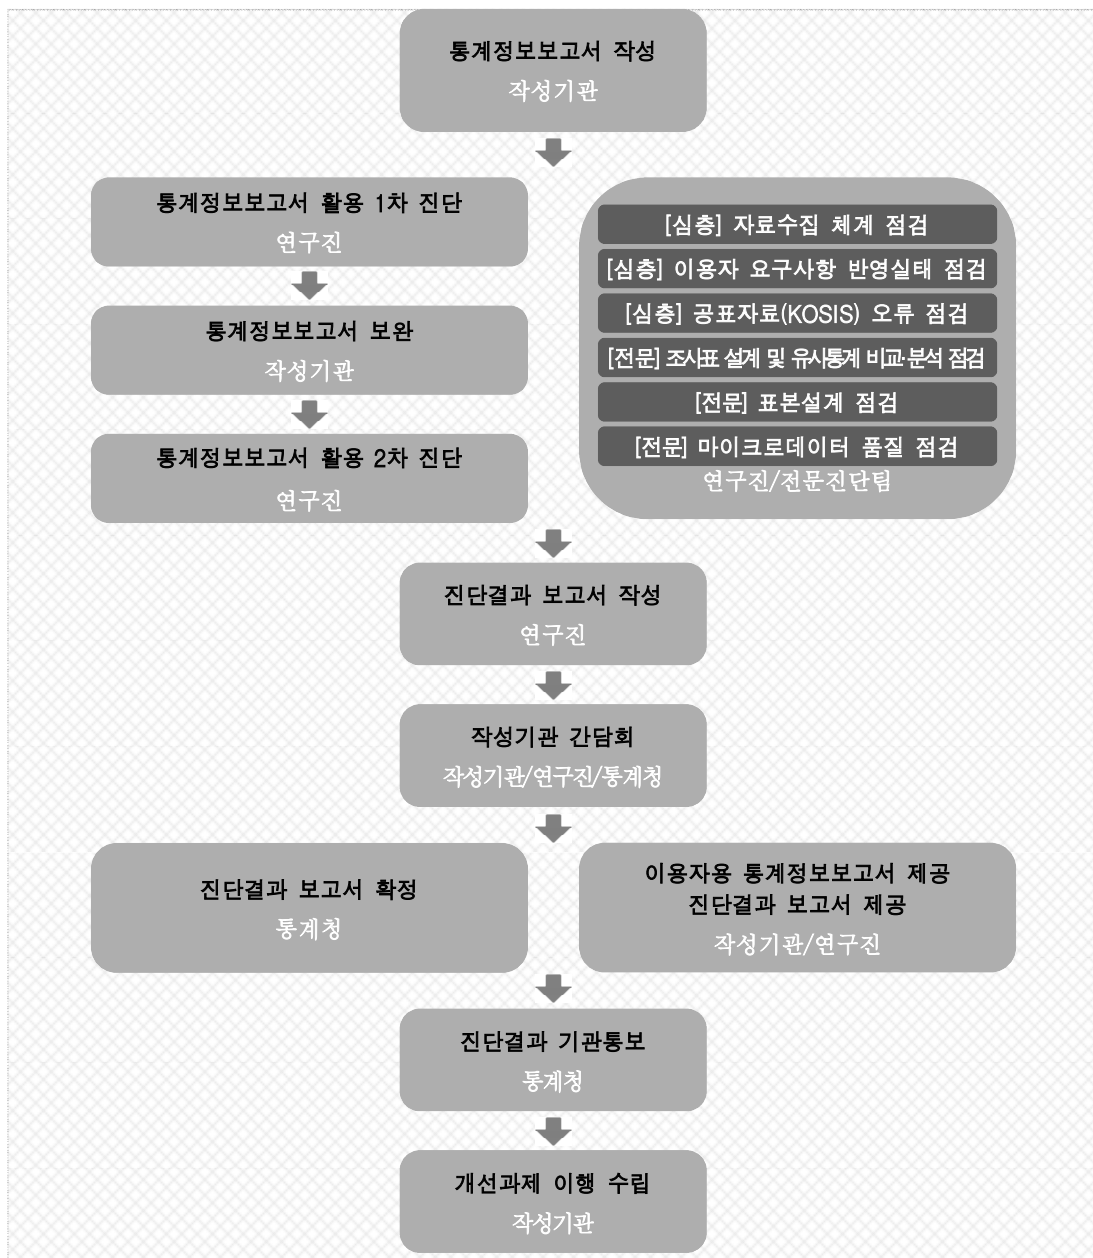 통계정보보고서 작성
작성기관
통계정보보고서 활용 1차 진단
연구진
통계정보보고서 보완
작성기관
통계정보보고서 활용 2차 진단
연구진
[심층] 자료수집 체계 점검
[심층] 이용자 요구사항 반영실태 점검
[심층] 공표자료(KOSIS) 오류 점검
[전문] 조사표 설계 및 유사통계 비교·분석 점검
[전문] 표본설계 점검
[전문] 마이크로데이터 품질 점검
연구진/전문진단팀
진단결과 보고서 작성
연구진
작성기관 간담회
작성기관/연구진/통계청
진단결과 보고서 확정
통계청
이용자용 통계정보보고서 제공
진단결과 보고서 제공
작성기관/연구진
진단결과 기관통보
통계청
개선과제 이행 수립
작성기관